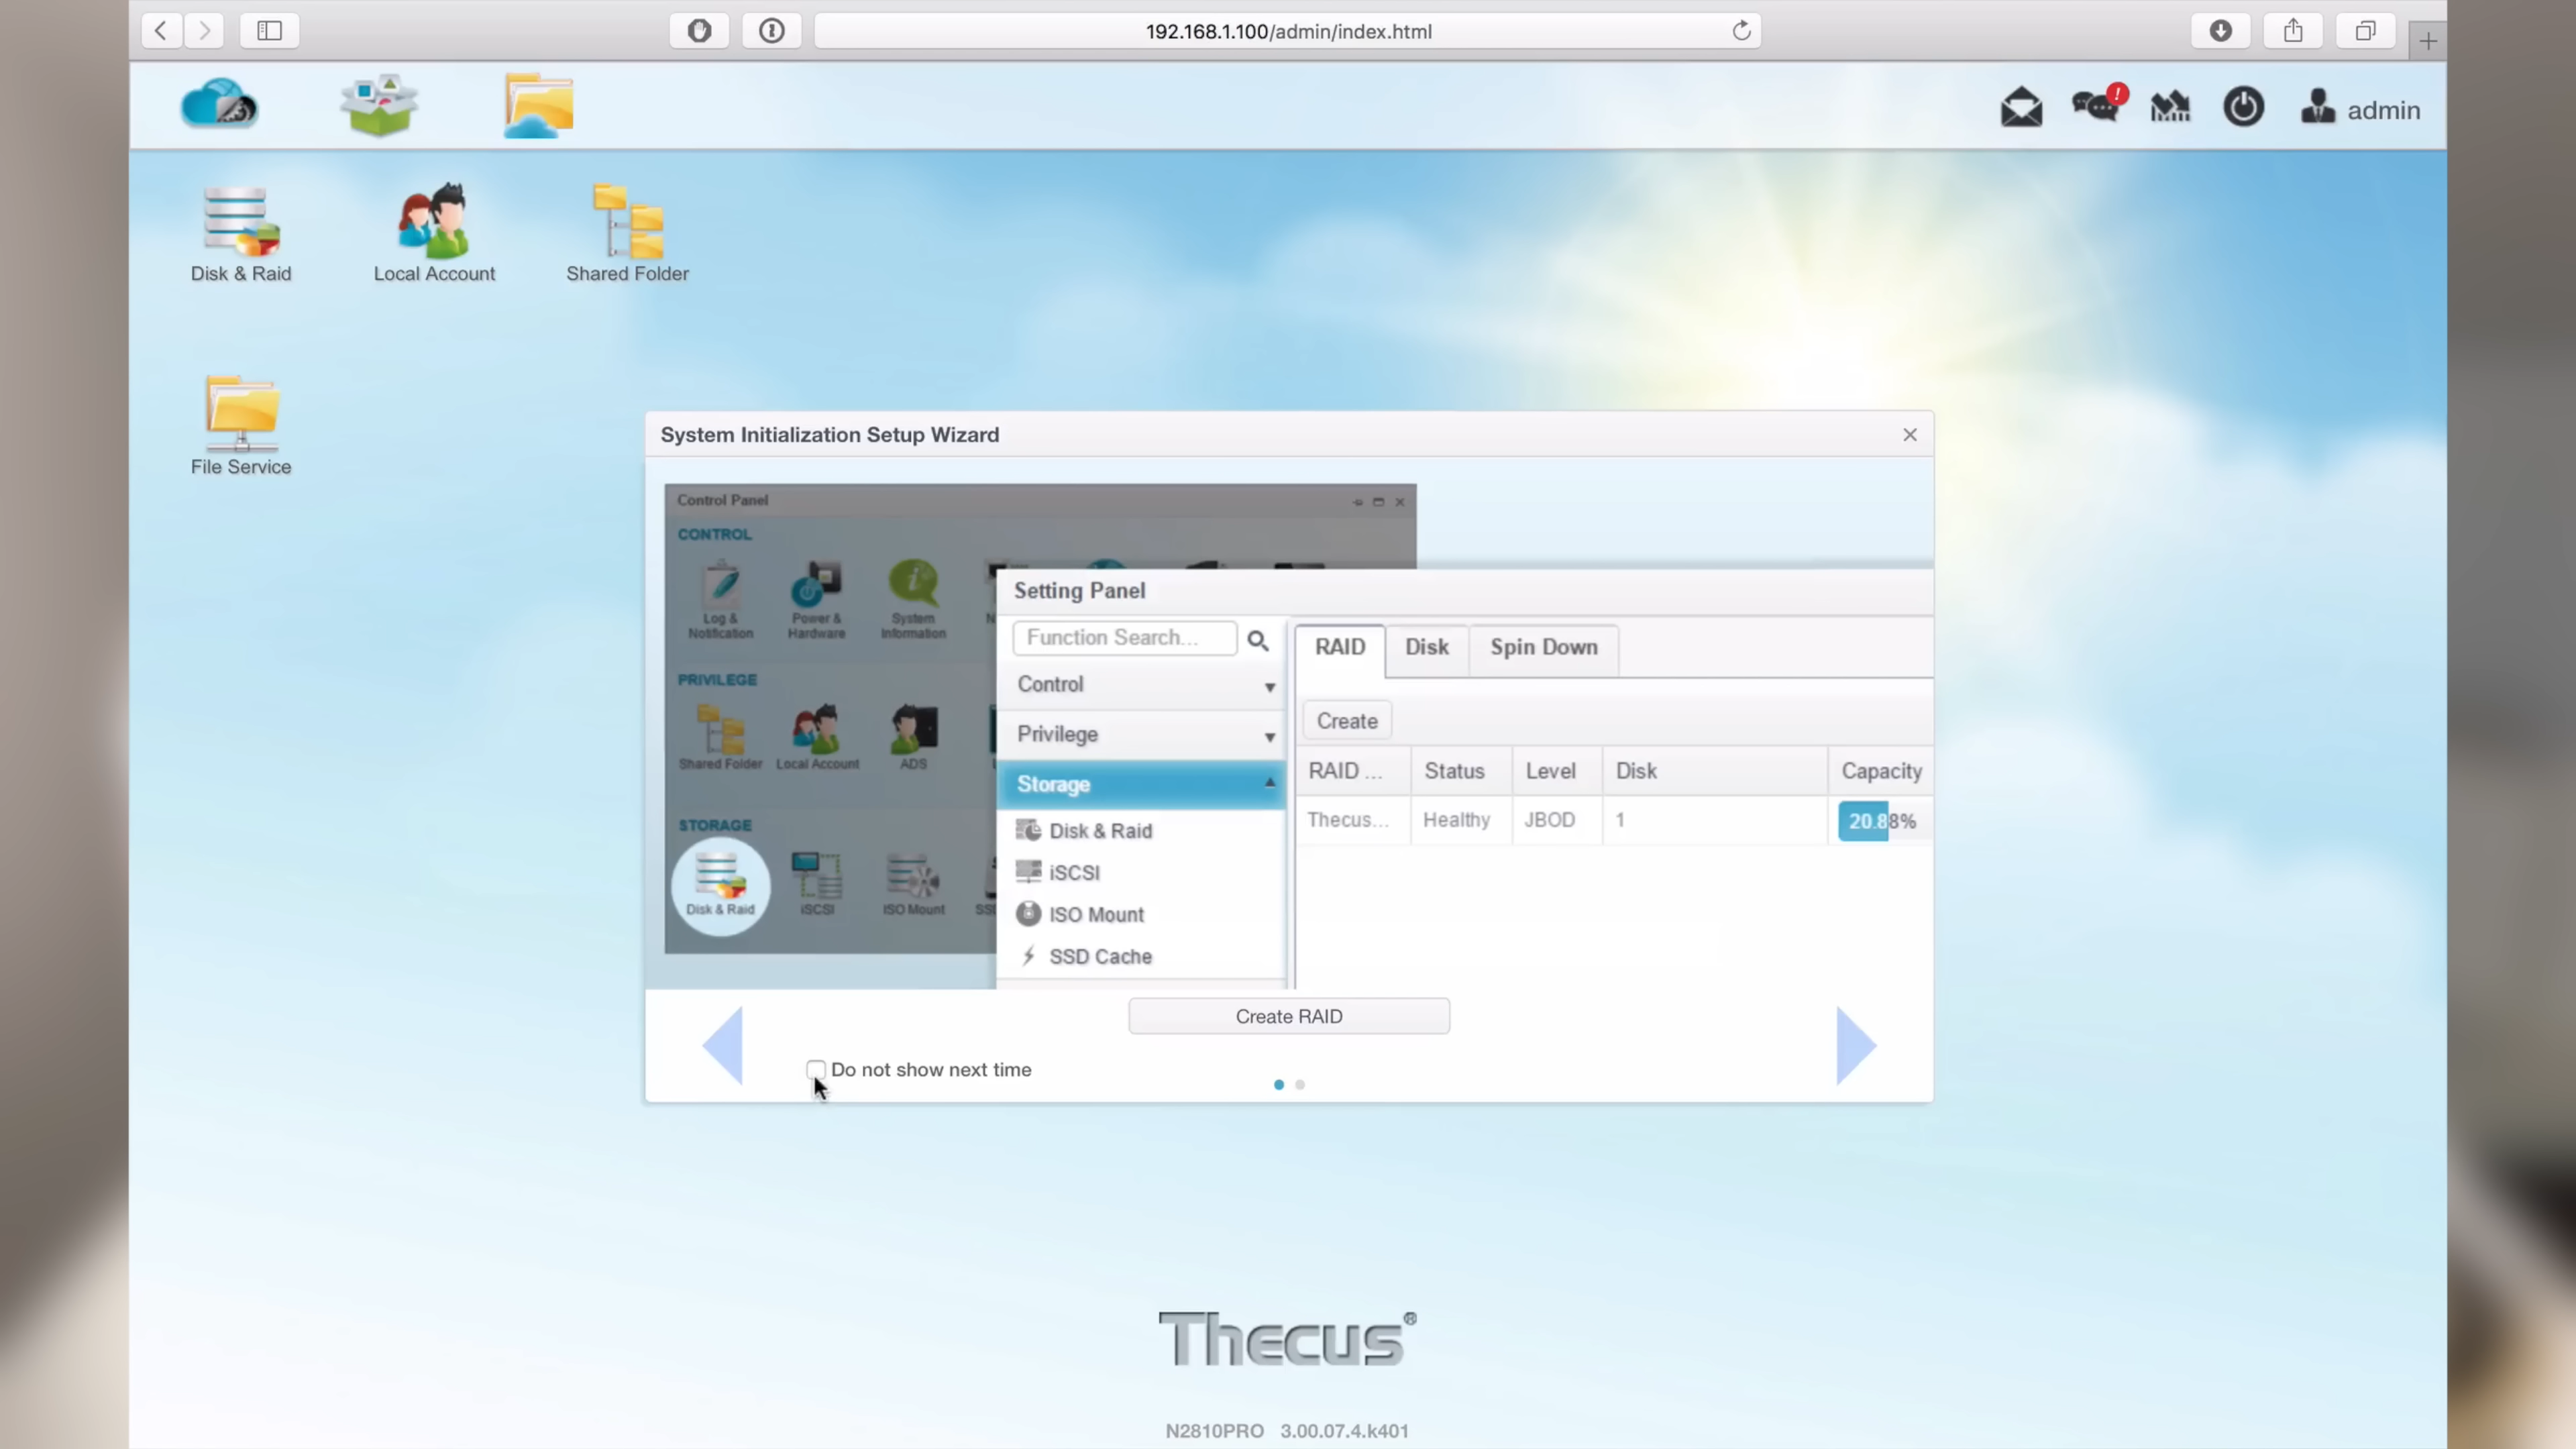 192.168.1.100/admin/index.html
admin
Disk & Raid
Local Account
Shared Folder
File Service
System Initialization Setup Wizard
Control Panel
CONTROL
Log & Notification
Power & Hardware
System Information
PRIVILEGE
Shared Folder
Local Account
ADS
STORAGE
Disk & Raid
iSCSI
ISO Mount
Setting Panel
Function Search...
Control
Privilege
Storage
Disk & Raid
iSCSI
ISO Mount
SSD Cache
RAID Disk Spin Down
Create
RAID ... Status Level Disk Capacity
Thecus... Healthy JBOD 1 20.88%
Create RAID
Do not show next time
Thecus®
N2810PRO 3.00.07.4.k401